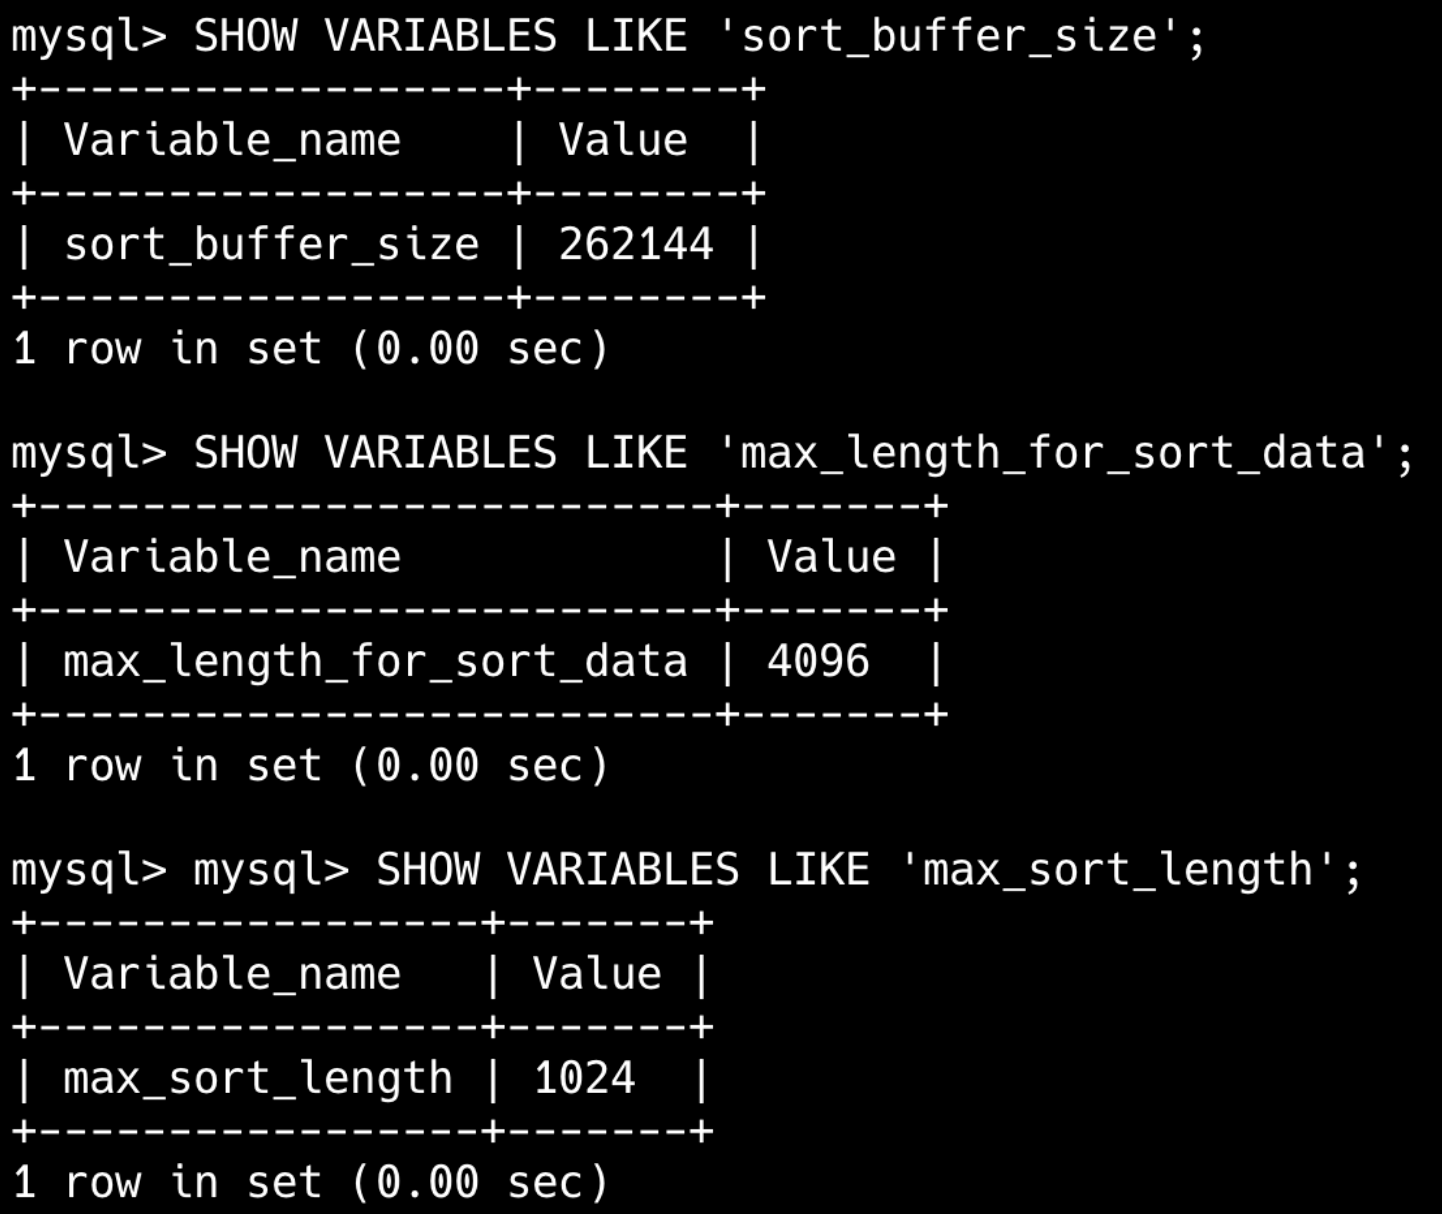 mysql> SHOW VARIABLES LIKE 'sort_buffer_size';
+------------------+--------+
| Variable_name    | Value  |
+------------------+--------+
| sort_buffer_size | 262144 |
+------------------+--------+
1 row in set (0.00 sec)

mysql> SHOW VARIABLES LIKE 'max_length_for_sort_data';
+--------------------------+-------+
| Variable_name            | Value |
+--------------------------+-------+
| max_length_for_sort_data | 4096  |
+--------------------------+-------+
1 row in set (0.00 sec)

mysql> mysql> SHOW VARIABLES LIKE 'max_sort_length';
+-----------------+-------+
| Variable_name   | Value |
+-----------------+-------+
| max_sort_length | 1024  |
+-----------------+-------+
1 row in set (0.00 sec)